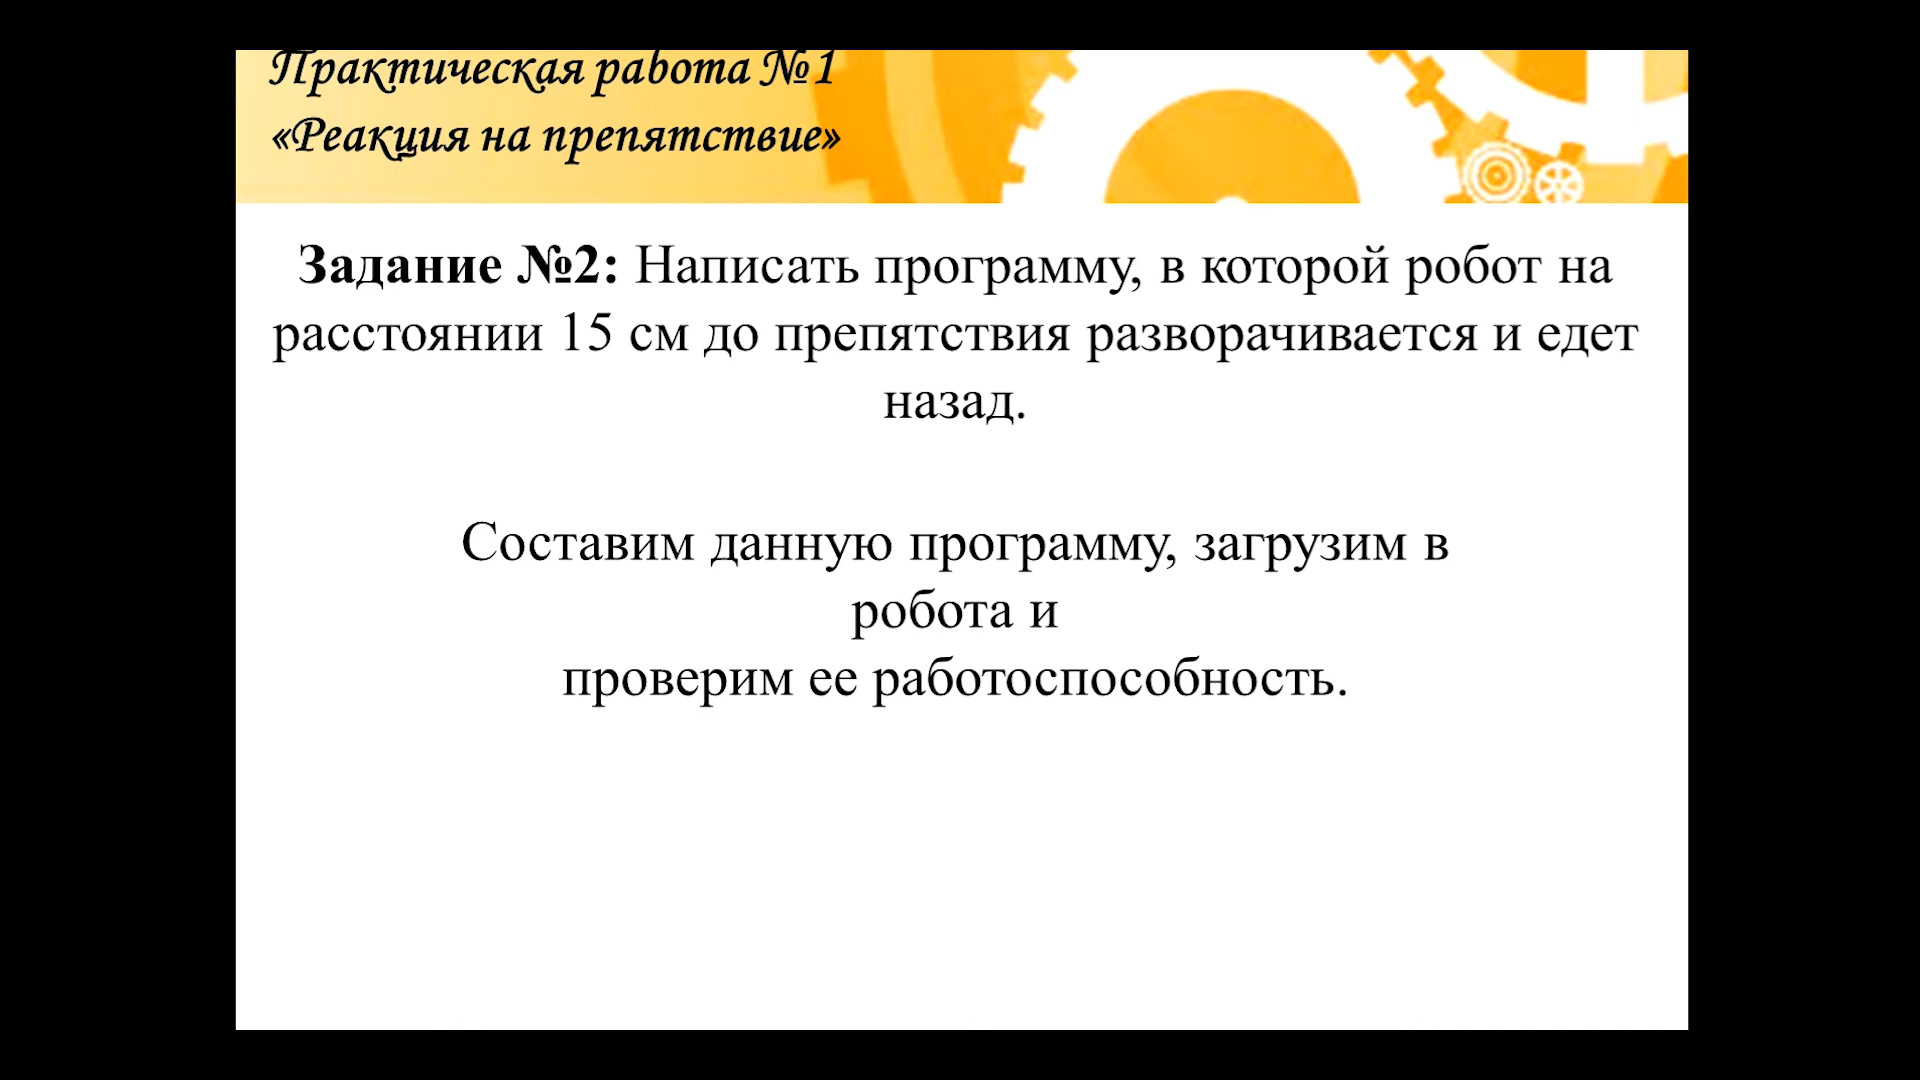 Практическая работа №1
«Реакция на препятствие»
Задание №2: Написать программу, в которой робот на
расстоянии 15 см до препятствия разворачивается и едет
назад.
Составим данную программу, загрузим в
робота и
проверим ее работоспособность.